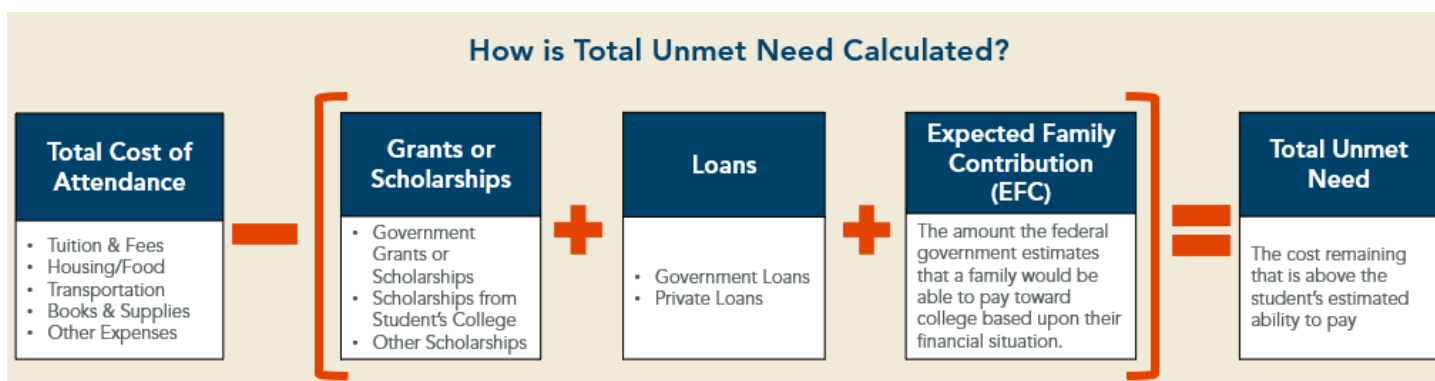 How is Total Unmet Need Calculated?
Total Cost of
Attendance
• Tuition & Fees
• Housing/Food
• Transportation
• Books & Supplies
• Other Expenses
Grants or
Scholarships
• Government
Grants or
Scholarships
• Scholarships from
Student's College
• Other Scholarships
Loans
• Government Loans
• Private Loans
Expected Family
Contribution
(EFC)
The amount the federal
government estimates
that a family would be
able to pay toward
college based upon their
financial situation.
Total Unmet
Need
The cost remaining
that is above the
student's estimated
ability to pay